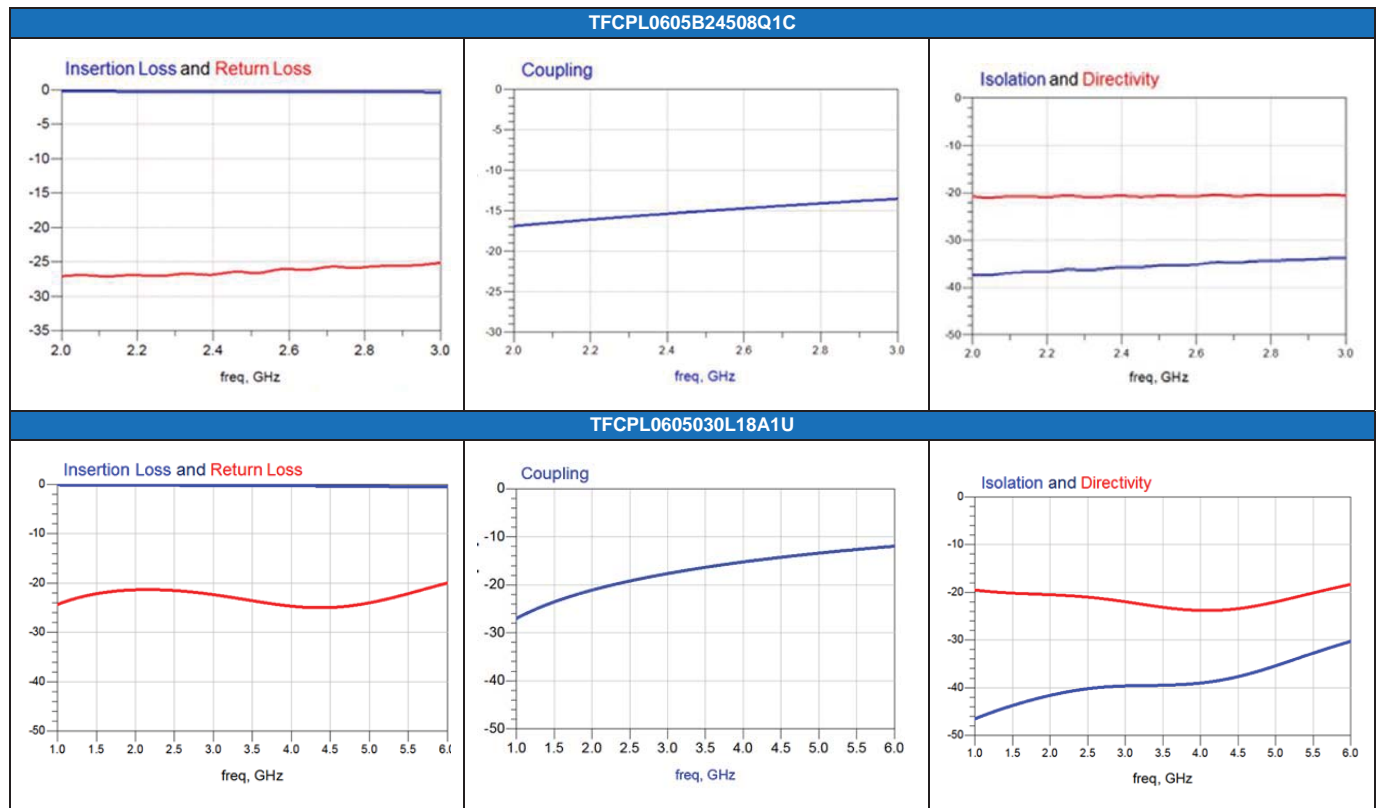 TFCPL0605B24508Q1C
Insertion Loss and Return Loss
0
-5
-10
-15
-20
-25
-30
-35
2.0 2.2 2.4 2.6 2.8 3.0
freq, GHz
Coupling
0
-5
-10
-15
-20
-25
-30
2.0 2.2 2.4 2.6 2.8 3.0
freq, GHz
Isolation and Directivity
0
-10
-20
-30
-40
-50
2.0 2.2 2.4 2.6 2.8 3.0
freq, GHz
TFCPL0605030L18A1U
Insertion Loss and Return Loss
0
-10
-20
-30
-40
-50
1.0 1.5 2.0 2.5 3.0 3.5 4.0 4.5 5.0 5.5 6.0
freq, GHz
Coupling
0
-10
-20
-30
-40
-50
1.0 1.5 2.0 2.5 3.0 3.5 4.0 4.5 5.0 5.5 6.0
freq, GHz
Isolation and Directivity
0
-10
-20
-30
-40
-50
1.0 1.5 2.0 2.5 3.0 3.5 4.0 4.5 5.0 5.5 6.0
freq, GHz